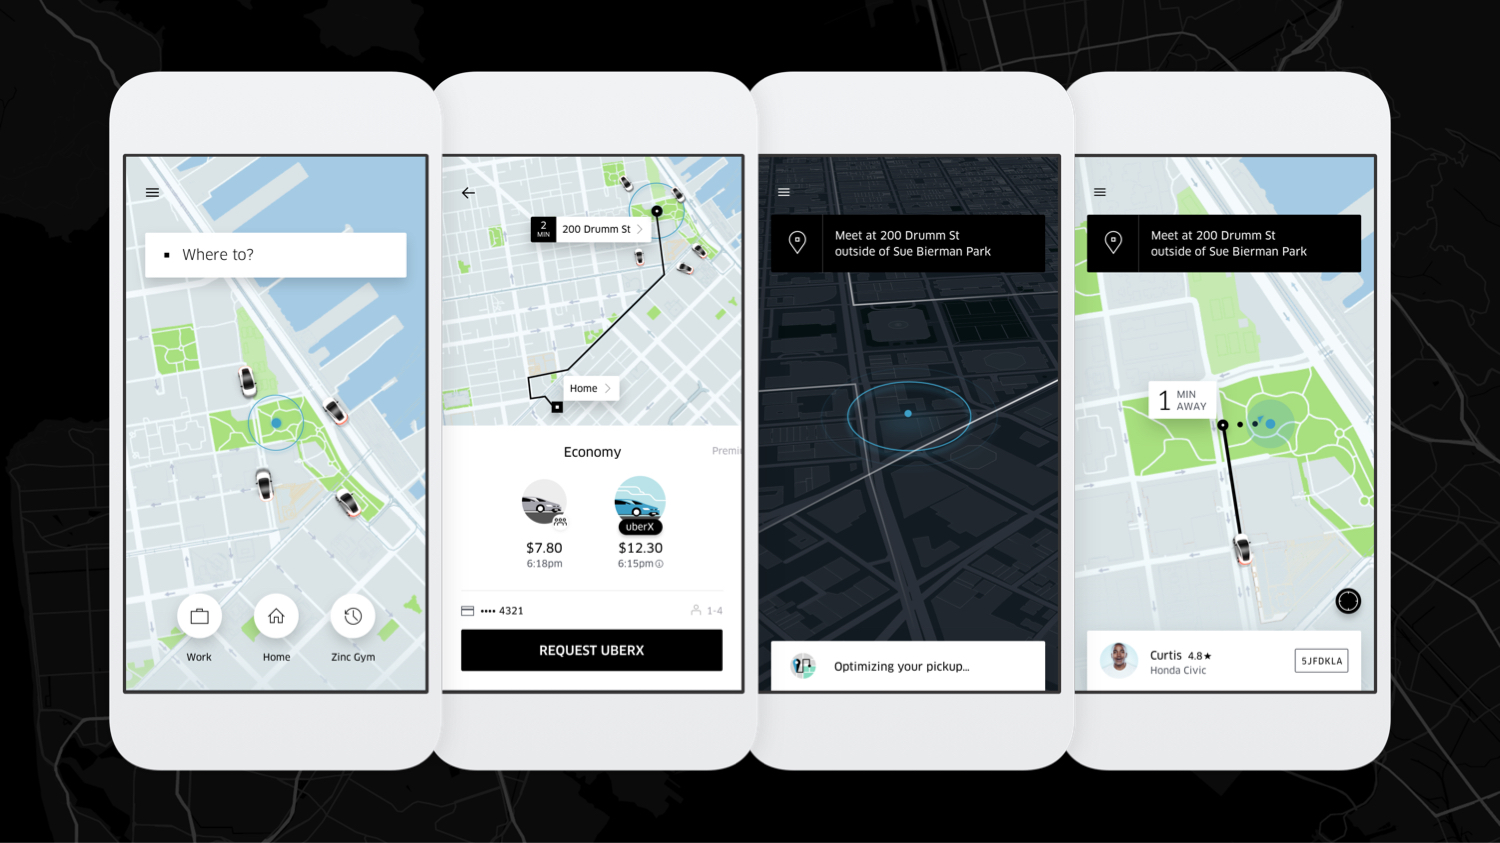 Where to?
Work
Home
Zinc Gym
2
MIN
200 Drumm St
Home
Economy
Premi
uberX
$7.80
$12.30
6:18pm
6:15pm
•••• 4321
1-4
REQUEST UBERX
Meet at 200 Drumm St
outside of Sue Bierman Park
Optimizing your pickup...
Meet at 200 Drumm St
outside of Sue Bierman Park
1 MIN
AWAY
Curtis 4.8★
Honda Civic
5JFDKLA